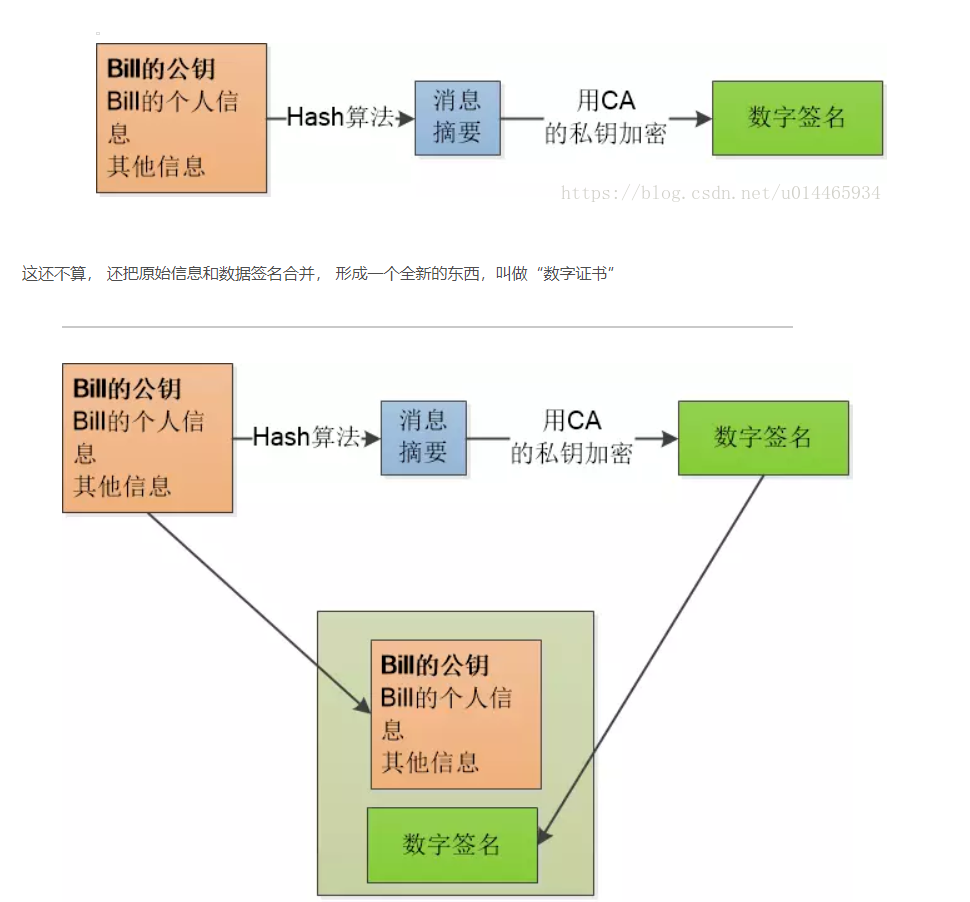 Bill的公钥
Bill的个人信
息
其他信息
Hash算法
消息
摘要
用CA
的私钥加密
数字签名
https://blog.csdn.net/u014465934
这还不算， 还把原始信息和数据签名合并， 形成一个全新的东西，叫做“数字证书”
Bill的公钥
Bill的个人信
息
其他信息
Hash算法
消息
摘要
用CA
的私钥加密
数字签名
Bill的公钥
Bill的个人信
息
其他信息
数字签名